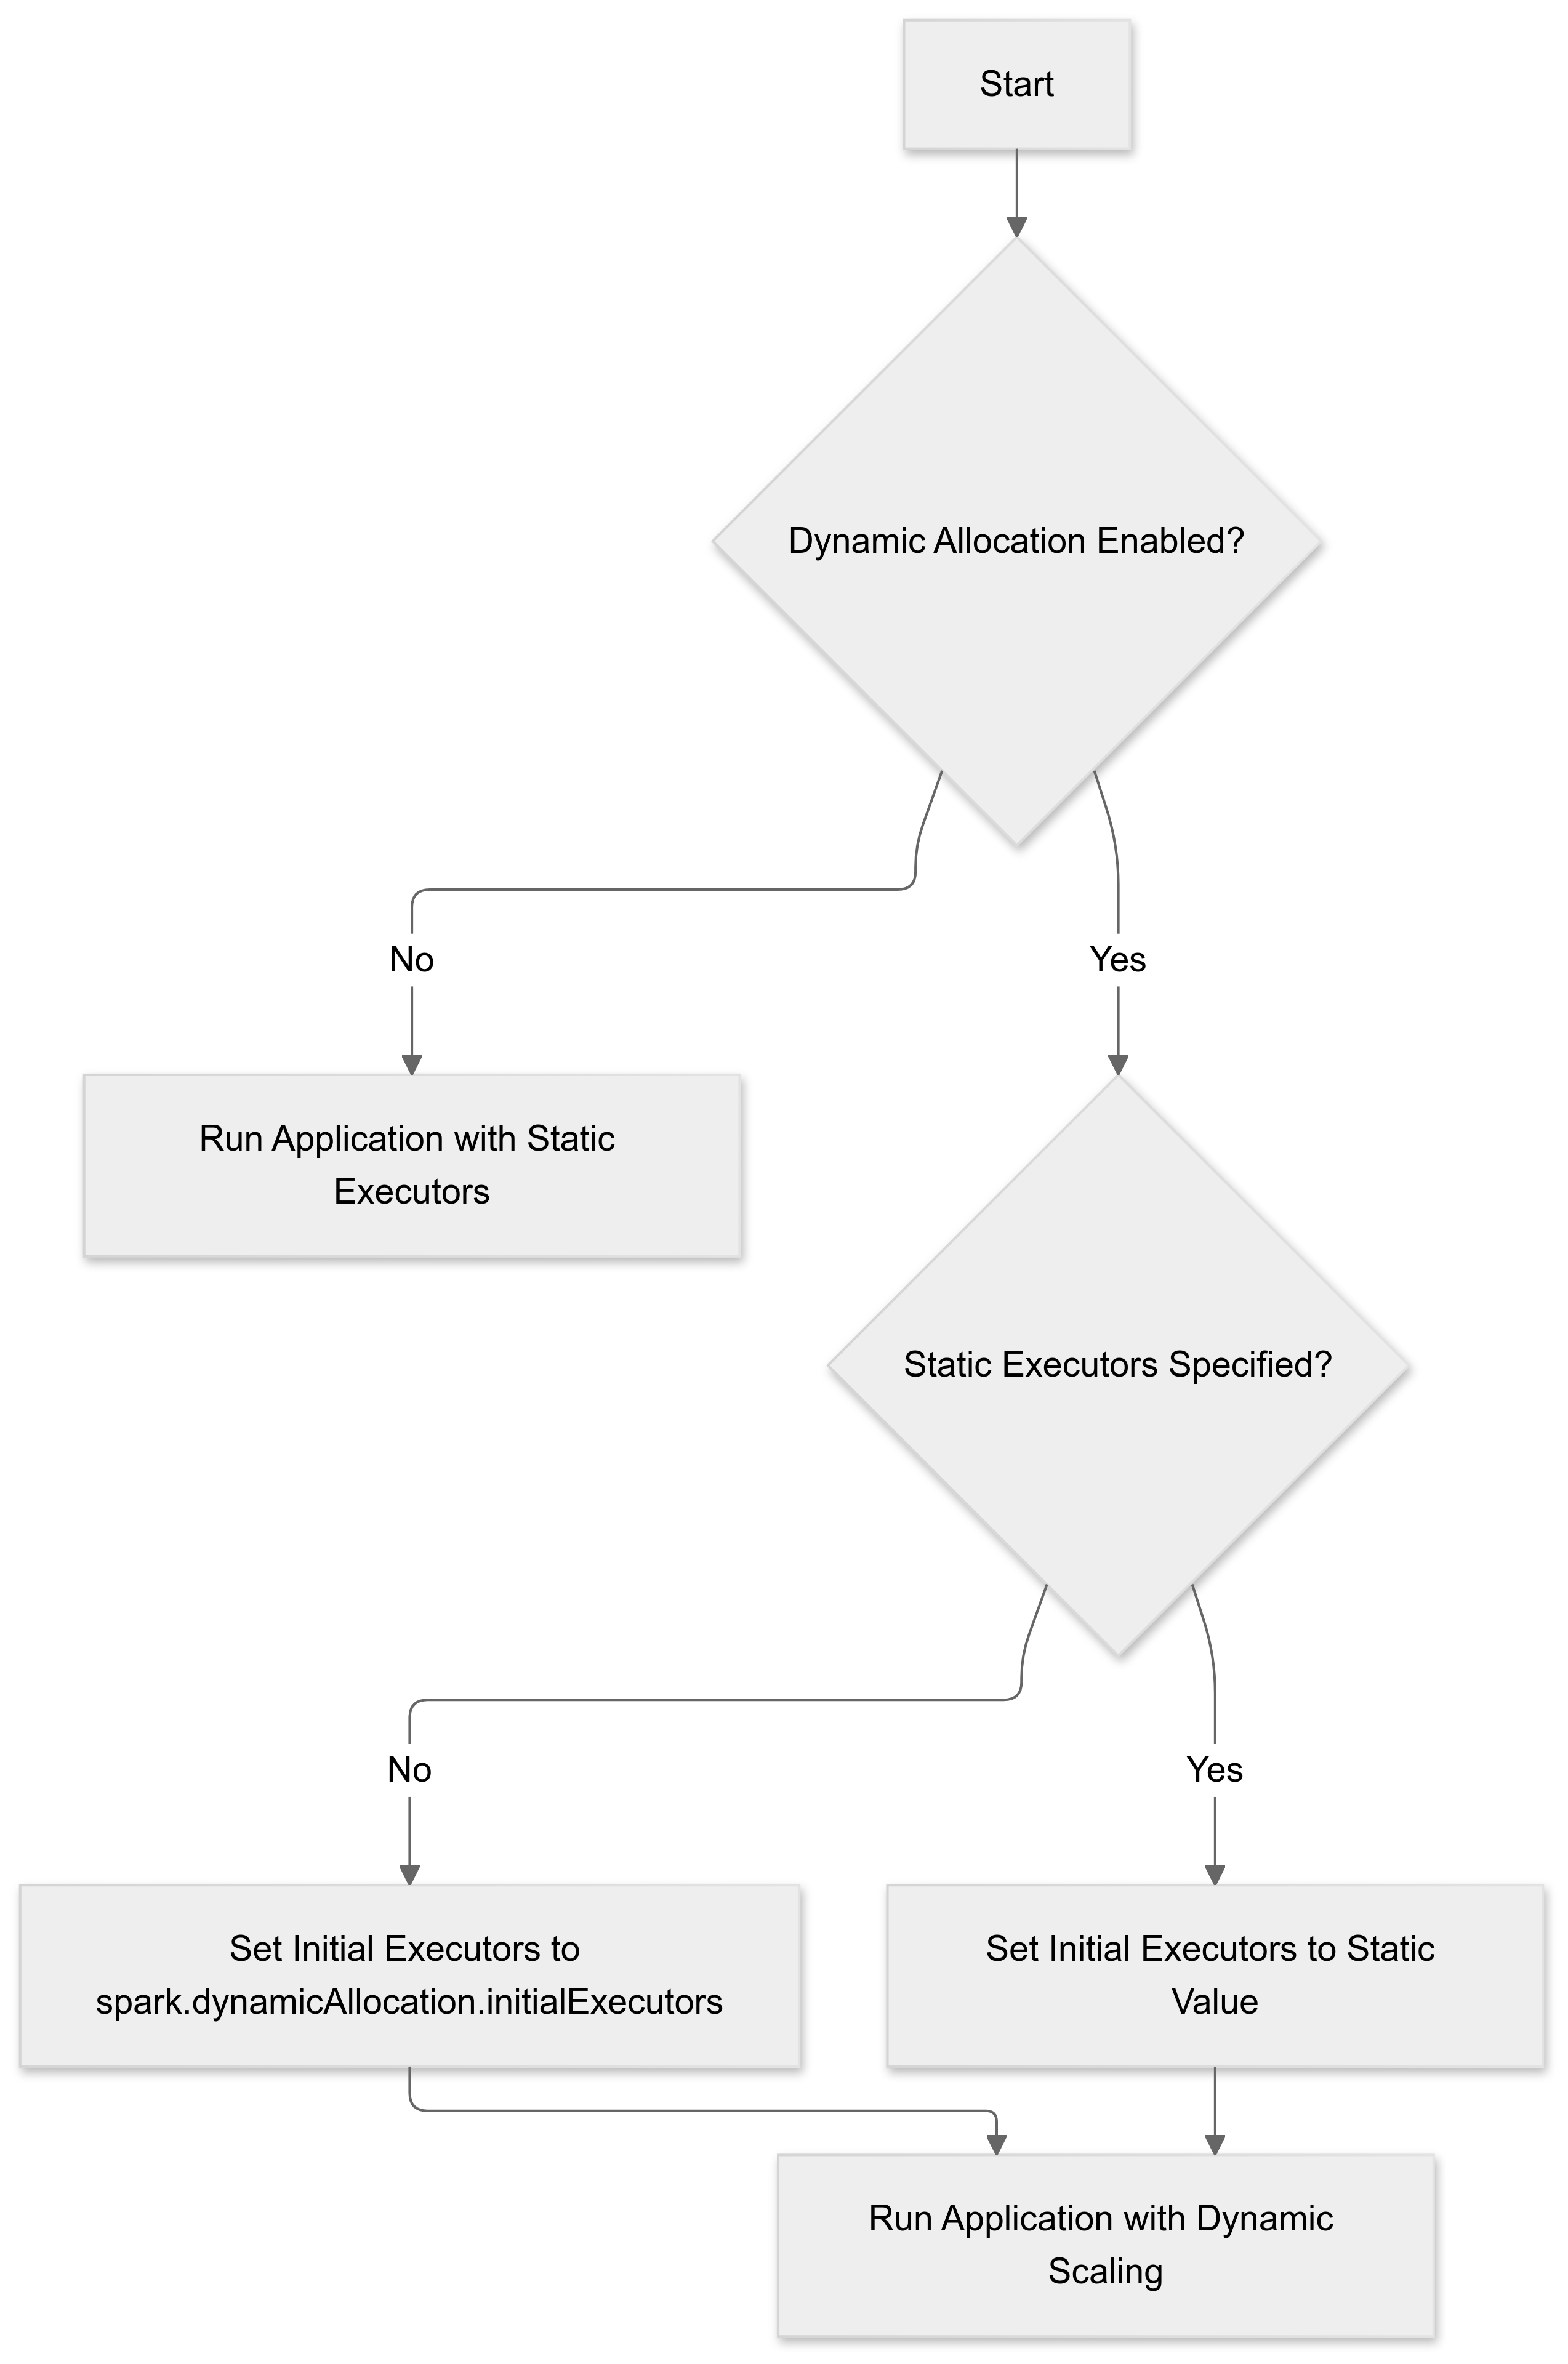 Start
Dynamic Allocation Enabled?
No
Yes
Run Application with Static
Executors
Static Executors Specified?
No
Yes
Set Initial Executors to
spark.dynamicAllocation.initialExecutors
Set Initial Executors to Static
Value
Run Application with Dynamic
Scaling